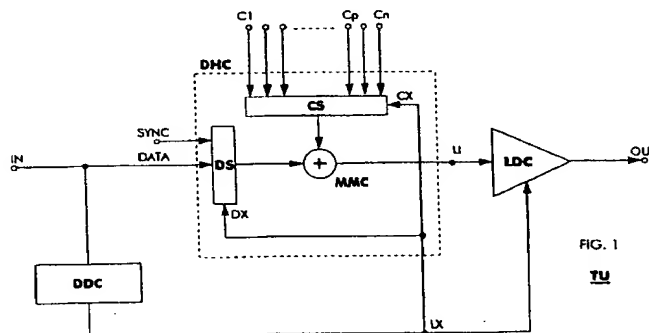 C1 Cp Cn
DHC
CS
CX
SYNC
IN
DATA
DS
+
MMC
LI
LDC
OU
DX
FIG. 1
TU
DDC
LX